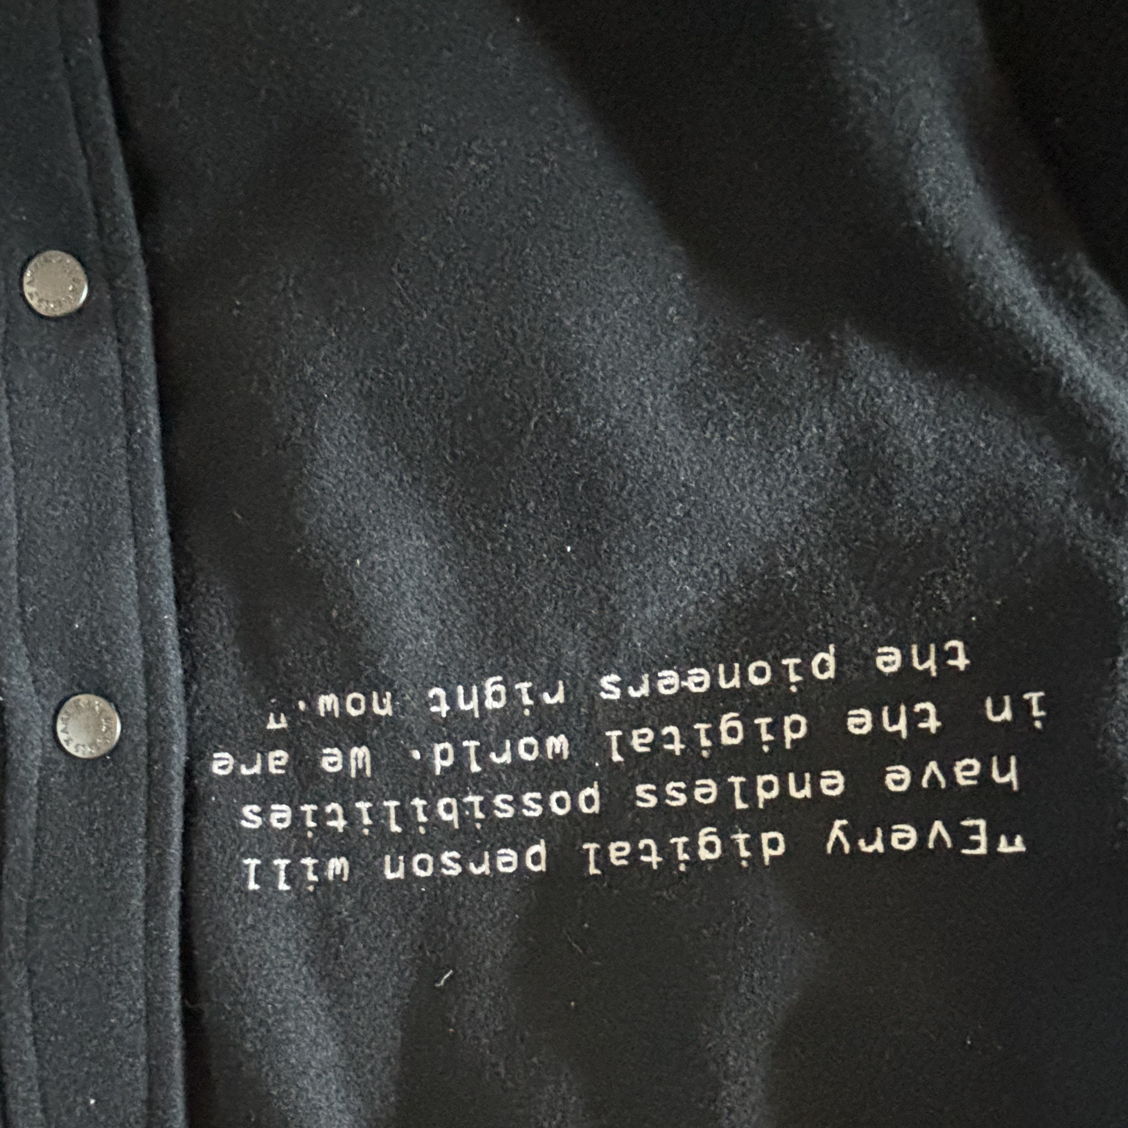 "Every digital person will
have endless possibilities
in the digital world. We are
the pioneers right now."